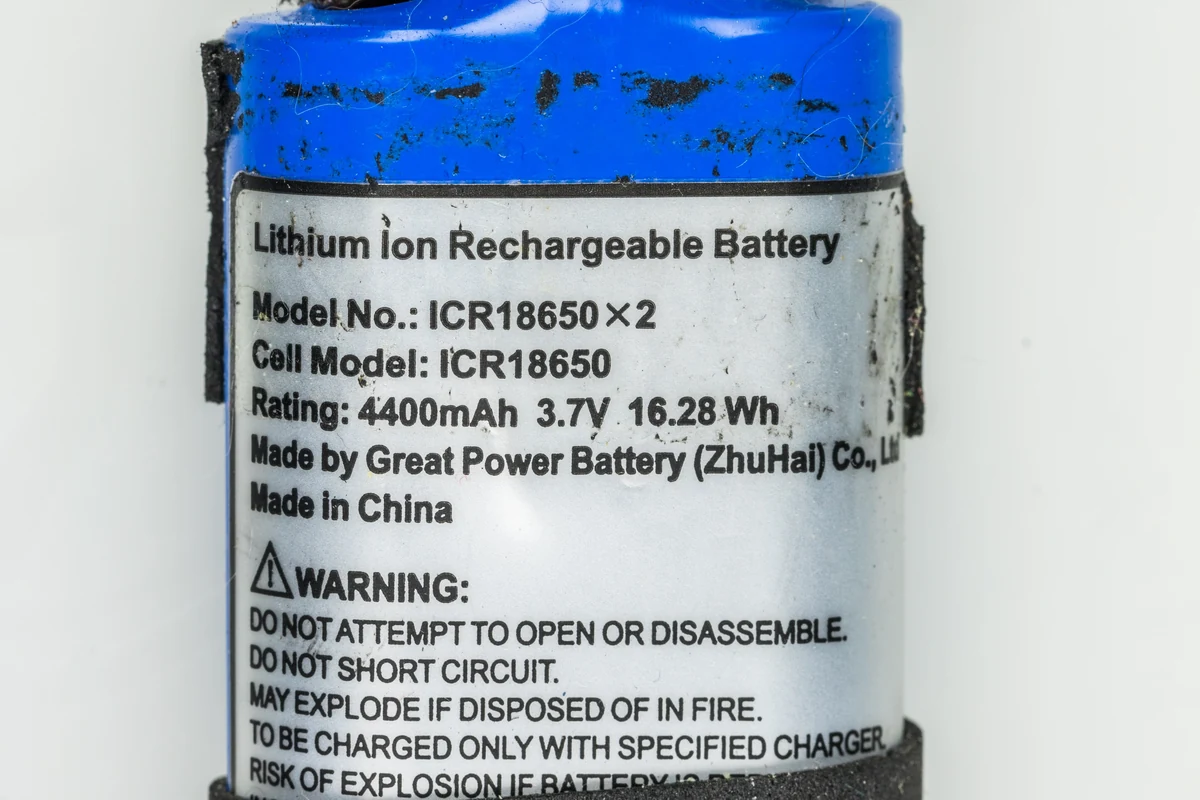 Lithium Ion Rechargeable Battery
Model No.: ICR18650×2
Cell Model: ICR18650
Rating: 4400mAh 3.7V 16.28 Wh
Made by Great Power Battery (ZhuHai) Co., Ltd
Made in China
WARNING:
DO NOT ATTEMPT TO OPEN OR DISASSEMBLE.
DO NOT SHORT CIRCUIT.
MAY EXPLODE IF DISPOSED OF IN FIRE.
TO BE CHARGED ONLY WITH SPECIFIED CHARGER.
RISK OF EXPLOSION IF BATTERY IS